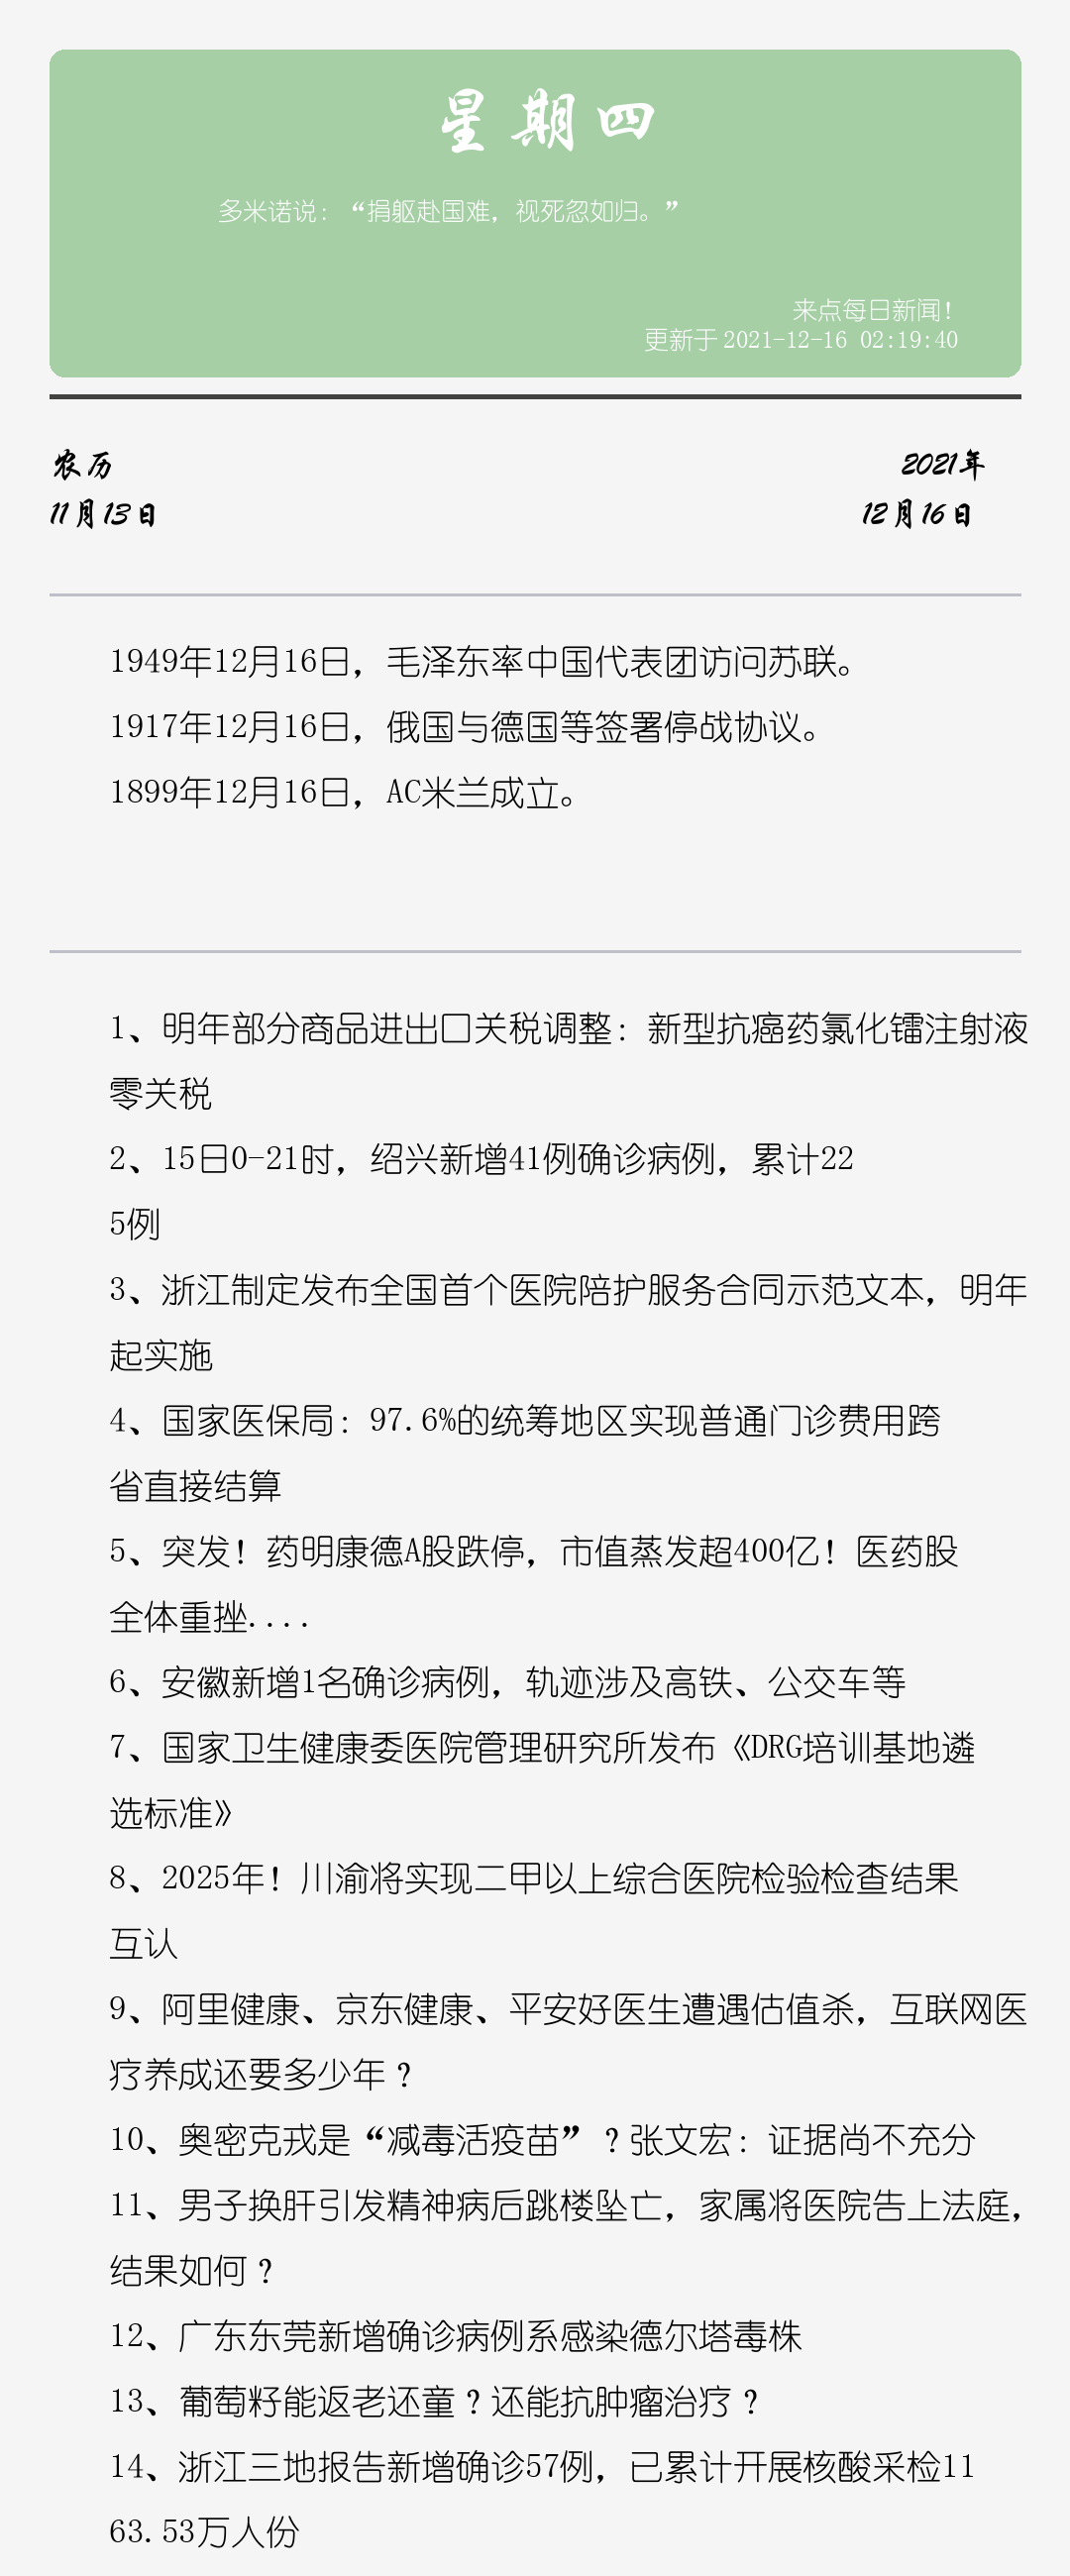 星期四
多米诺说：“捐躯赴国难，视死忽如归。”
来点每日新闻！
更新于 2021-12-16 02:19:40
农历
2021年
11月13日
12月16日
1949年12月16日，毛泽东率中国代表团访问苏联。
1917年12月16日，俄国与德国等签署停战协议。
1899年12月16日，AC米兰成立。
1、明年部分商品进出口关税调整：新型抗癌药氯化镭注射液
零关税
2、15日0-21时，绍兴新增41例确诊病例，累计22
5例
3、浙江制定发布全国首个医院陪护服务合同示范文本，明年
起实施
4、国家医保局：97.6%的统筹地区实现普通门诊费用跨
省直接结算
5、突发！药明康德A股跌停，市值蒸发超400亿！医药股
全体重挫....
6、安徽新增1名确诊病例，轨迹涉及高铁、公交车等
7、国家卫生健康委医院管理研究所发布《DRG培训基地遴
选标准》
8、2025年！川渝将实现二甲以上综合医院检验检查结果
互认
9、阿里健康、京东健康、平安好医生遭遇估值杀，互联网医
疗养成还要多少年？
10、奥密克戎是“减毒活疫苗”？张文宏：证据尚不充分
11、男子换肝引发精神病后跳楼坠亡，家属将医院告上法庭，
结果如何？
12、广东东莞新增确诊病例系感染德尔塔毒株
13、葡萄籽能返老还童？还能抗肿瘤治疗？
14、浙江三地报告新增确诊57例，已累计开展核酸采检11
63.53万人份